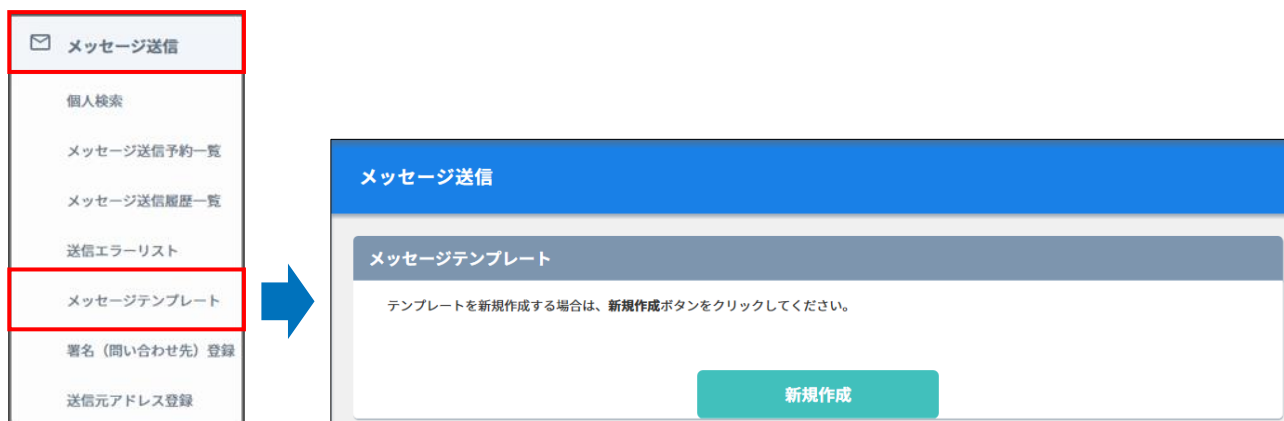 メッセージ送信
個人検索
メッセージ送信予約一覧
メッセージ送信履歴一覧
送信エラーリスト
メッセージテンプレート
署名（問い合わせ先）登録
送信元アドレス登録
メッセージ送信
メッセージテンプレート
テンプレートを新規作成する場合は、新規作成ボタンをクリックしてください。
新規作成